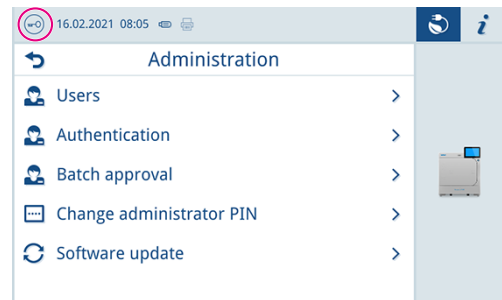 16.02.2021 08:05
Administration
Users
Authentication
Batch approval
Change administrator PIN
Software update